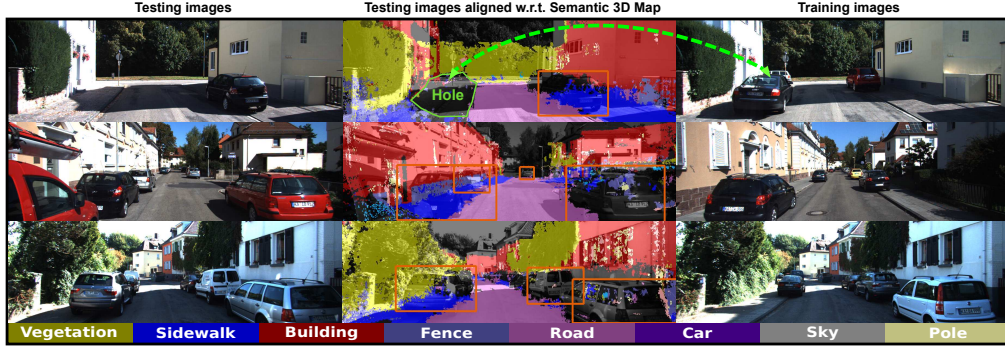 Testing images
Testing images aligned w.r.t. Semantic 3D Map
Training images
Hole
Vegetation
Sidewalk
Building
Fence
Road
Car
Sky
Pole